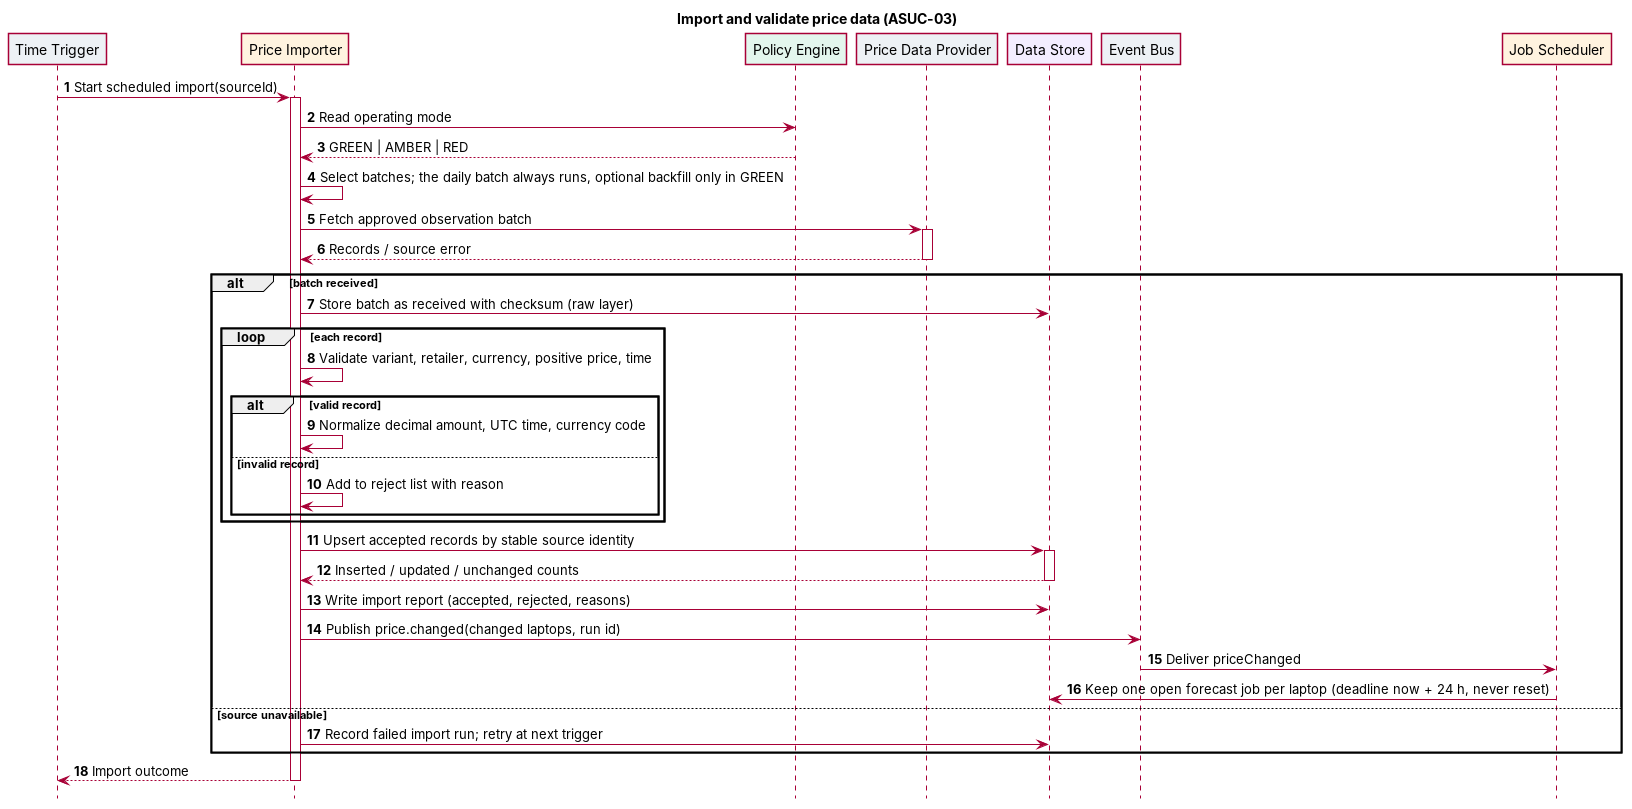 Import and validate price data (ASUC-03)
Time Trigger
Price Importer
Policy Engine
Price Data Provider
Data Store
Event Bus
Job Scheduler
1 Start scheduled import(sourceId)
2 Read operating mode
3 GREEN | AMBER | RED
4 Select batches; the daily batch always runs, optional backfill only in GREEN
5 Fetch approved observation batch
6 Records / source error
alt [batch received]
7 Store batch as received with checksum (raw layer)
loop [each record]
8 Validate variant, retailer, currency, positive price, time
alt [valid record]
9 Normalize decimal amount, UTC time, currency code
[invalid record]
10 Add to reject list with reason
11 Upsert accepted records by stable source identity
12 Inserted / updated / unchanged counts
13 Write import report (accepted, rejected, reasons)
14 Publish price.changed(changed laptops, run id)
15 Deliver priceChanged
16 Keep one open forecast job per laptop (deadline now + 24 h, never reset)
[source unavailable]
17 Record failed import run; retry at next trigger
18 Import outcome